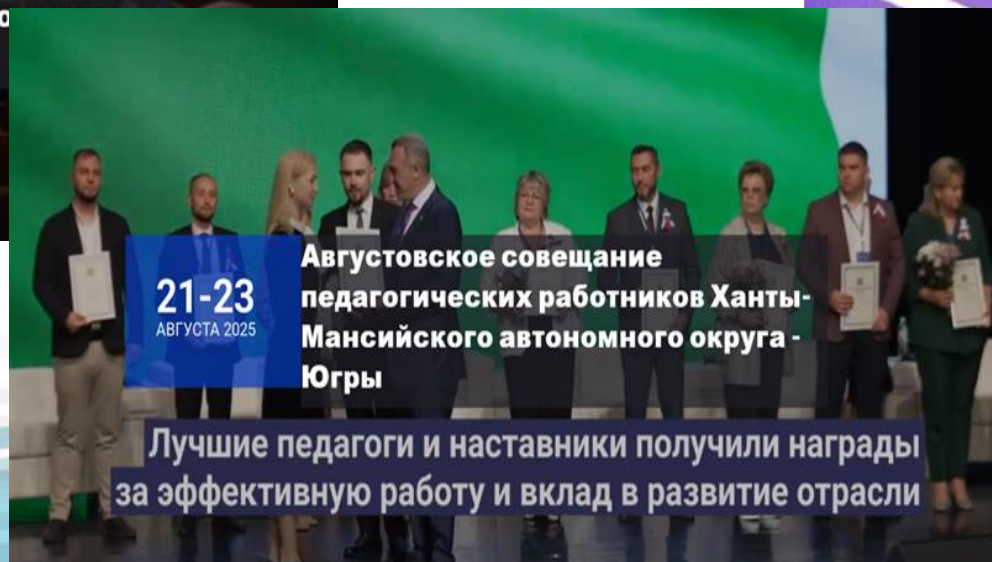 21-23
АВГУСТА 2025
Августовское совещание
педагогических работников Ханты-
Мансийского автономного округа -
Югры
Лучшие педагоги и наставники получили награды
за эффективную работу и вклад в развитие отрасли